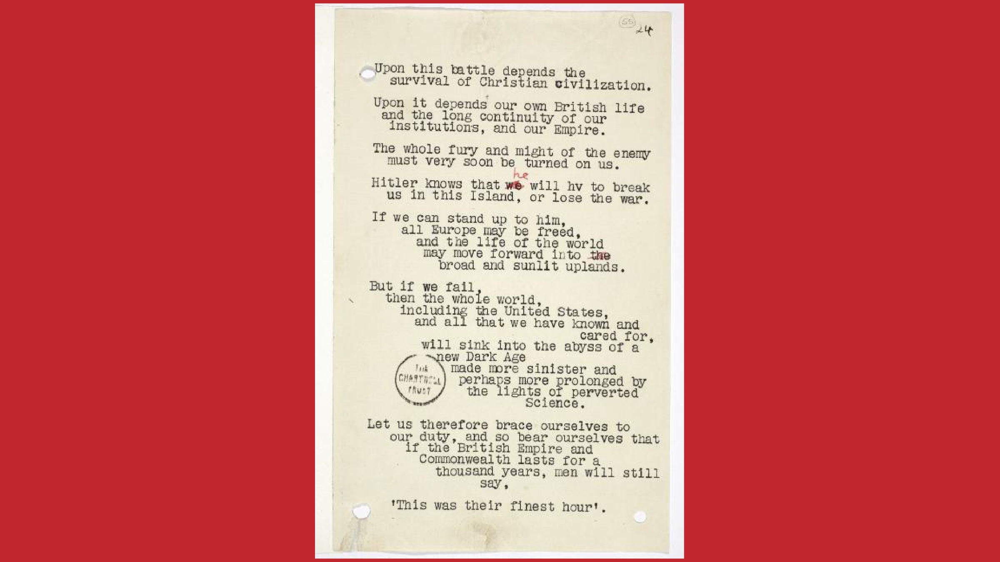 55
24
Upon this battle depends the
survival of Christian civilization.
Upon it depends our own British life
and the long continuity of our
institutions, and our Empire.
The whole fury and might of the enemy
must very soon be turned on us.
he
Hitler knows that we will hv to break
us in this Island, or lose the war.
If we can stand up to him,
all Europe may be freed,
and the life of the world
may move forward into the
broad and sunlit uplands.
But if we fail,
then the whole world,
including the United States,
and all that we have known and
cared for,
will sink into the abyss of a
new Dark Age
made more sinister and
perhaps more prolonged by
the lights of perverted
Science.
THE
CHARTWELL
TRUST
Let us therefore brace ourselves to
our duty, and so bear ourselves that
if the British Empire and
Commonwealth lasts for a
thousand years, men will still
say,
'This was their finest hour'.